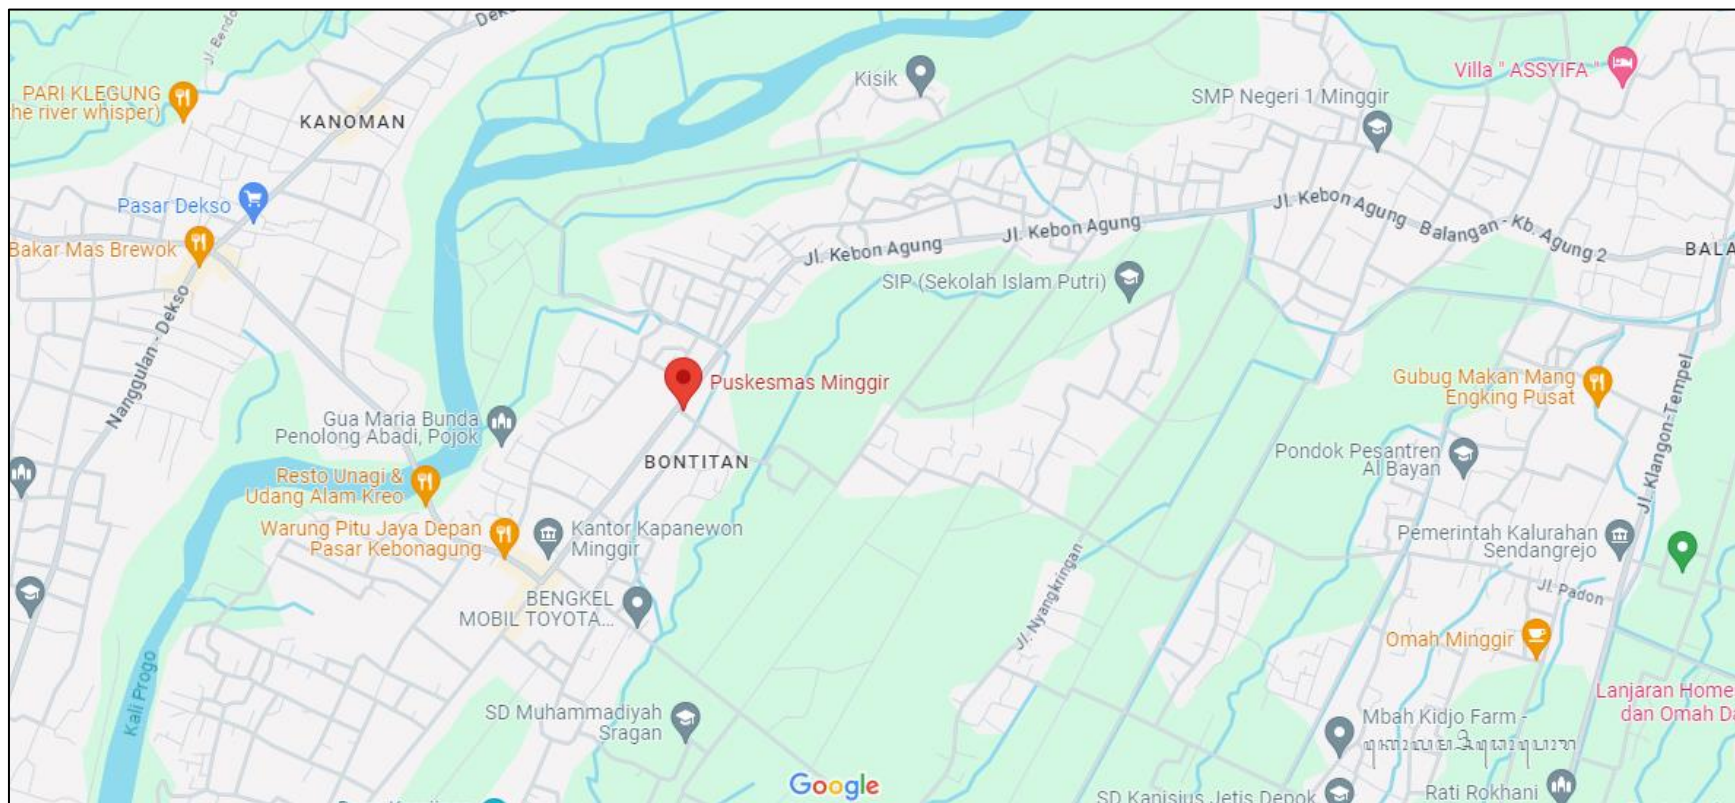 Jl. Bendo
Kisik
Villa " ASSYIFA "
PARI KLEGUNG
he river whisper)
KANOMAN
SMP Negeri 1 Minggir
Pasar Dekso
Jl. Kebon Agung
Jl. Kebon Agung
Jl. Kebon Agung
Balangan - Kb. Agung 2
Bakar Mas Brewok
BALA
SIP (Sekolah Islam Putri)
Nanggulan - Dekso
Puskesmas Minggir
Gubug Makan Mang
Engking Pusat
Jl. Klangon-Tempel
Gua Maria Bunda
Penolong Abadi, Pojok
BONTITAN
Pondok Pesantren
Al Bayan
Resto Unagi &
Udang Alam Kreo
Warung Pitu Jaya Depan
Pasar Kebonagung
Kantor Kapanewon
Minggir
Pemerintah Kalurahan
Sendangrejo
Jl. Nyangkringan
Jl. Padon
BENGKEL
MOBIL TOYOTA...
Omah Minggir
Kali Progo
Lanjaran Home
dan Omah Da
SD Muhammadiyah
Sragan
Mbah Kidjo Farm -
Google
SD Kanisius Jetis Depok
Rati Rokhani